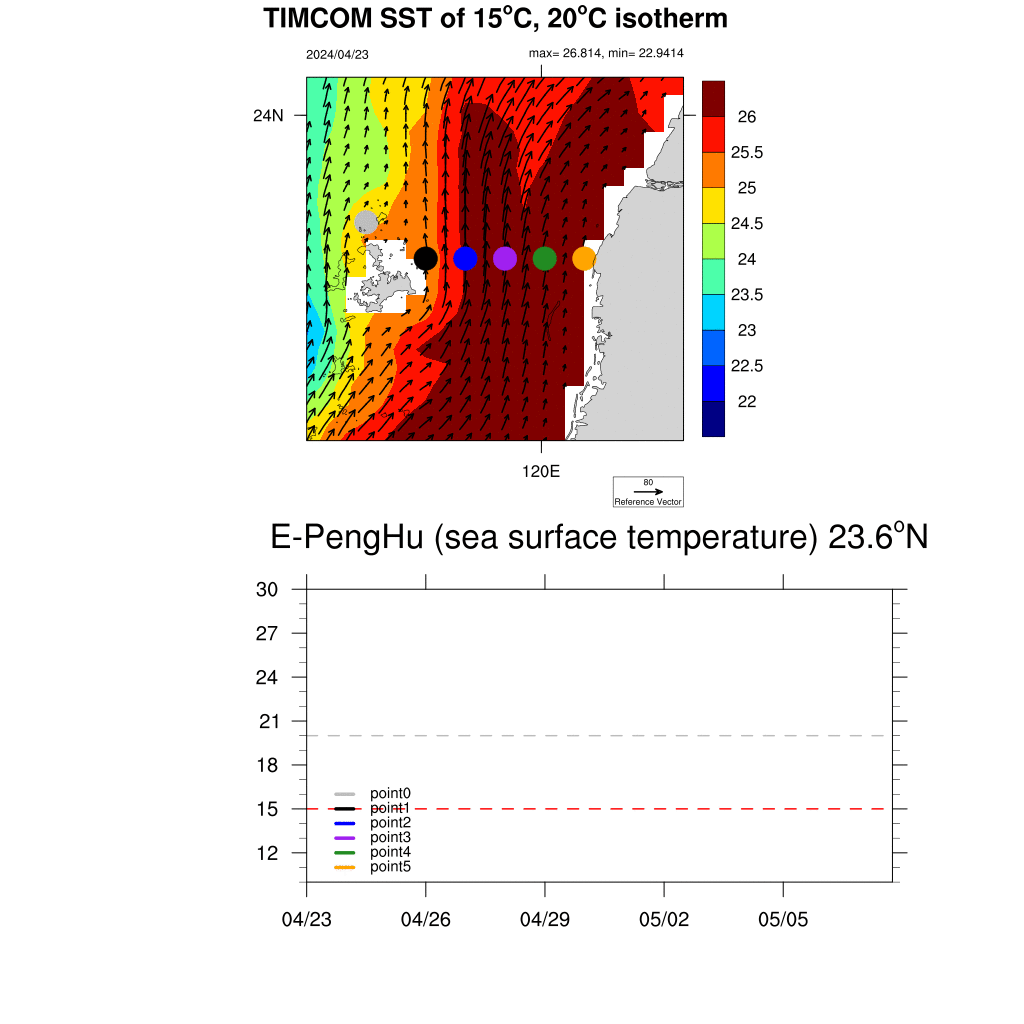 TIMCOM SST of 15°C, 20°C isotherm
2024/04/23
max= 26.814, min= 22.9414
24N
26
25.5
25
24.5
24
23.5
23
22.5
22
120E
80
Reference Vector
E-PengHu (sea surface temperature) 23.6°N
30
27
24
21
18
15
12
point0
point1
point2
point3
point4
point5
04/23
04/26
04/29
05/02
05/05